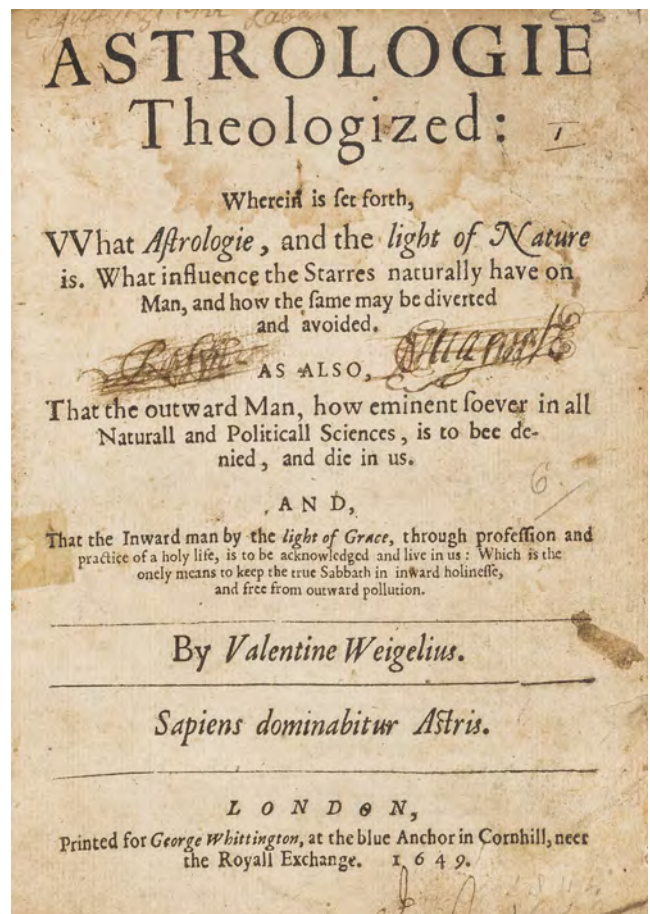 ASTROLOGIE
Theologized:
Wherein is ſet forth,
VVhat Aſtrologie, and the light of Nature
is. What influence the Starres naturally have on
Man, and how the ſame may be diverted
and avoided.
AS ALSO,
That the outward Man, how eminent ſoever in all
Naturall and Politicall Sciences, is to bee de-
nied, and die in us.
AND,
That the Inward man by the light of Grace, through profeſſion and
practice of a holy life, is to be acknowledged and live in us: Which is the
onely means to keep the true Sabbath in inward holineſſe,
and free from outward pollution.
6.
By Valentine Weigelius.
Sapiens dominabitur Aſtris.
LONDON,
Printed for George Whittington, at the blue Anchor in Cornhill, neer
the Royall Exchange. 1649.